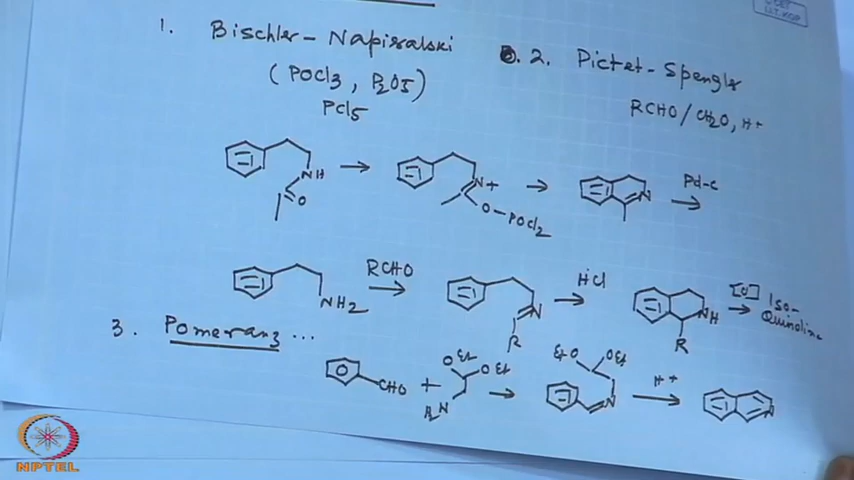 1. Bischler-Napiralski
(POCl3, P2O5)
PCl5
2. Pictet-Spengler
RCHO/CH2O, H+
NH
O
N+
O-POCl2
N
Pd-C
NH2
RCHO
N
R
HCl
NH
R
[O] Iso-
Quinoline
3. Pomeranz...
CHO
+
OEt
OEt
H2N
EtO
OEt
N
H+
N
NPTEL